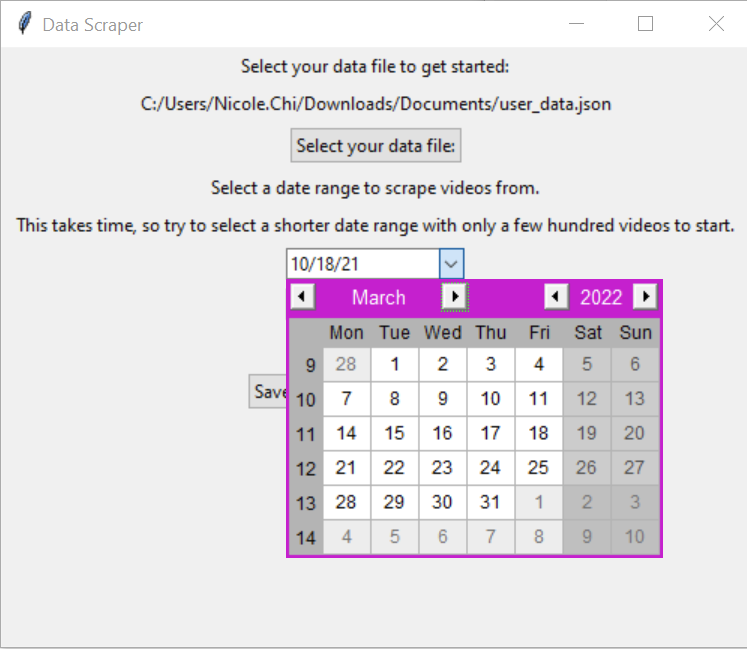 Data Scraper
Select your data file to get started:
C:/Users/Nicole.Chi/Downloads/Documents/user_data.json
Select your data file:
Select a date range to scrape videos from.
This takes time, so try to select a shorter date range with only a few hundred videos to start.
10/18/21
March 2022
Mon Tue Wed Thu Fri Sat Sun
9 28 1 2 3 4 5 6
10 7 8 9 10 11 12 13
Save
11 14 15 16 17 18 19 20
12 21 22 23 24 25 26 27
13 28 29 30 31 1 2 3
14 4 5 6 7 8 9 10